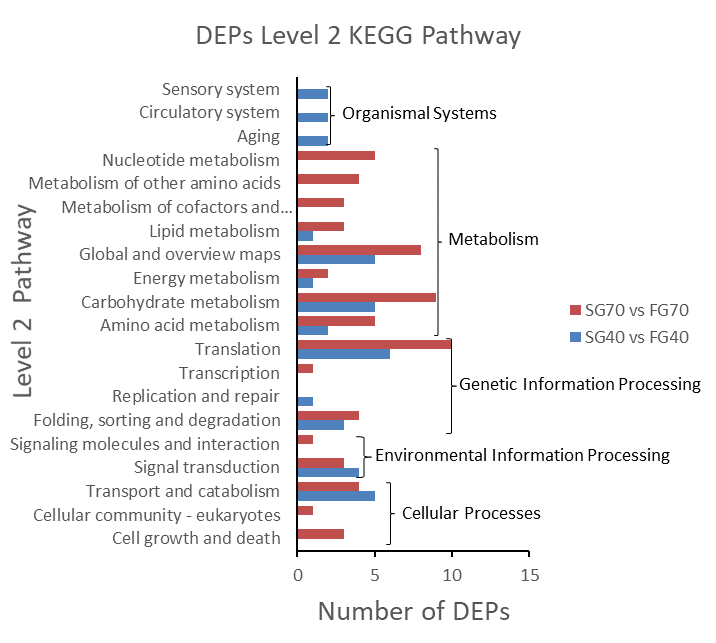 DEPs Level 2 KEGG Pathway
Sensory system
Circulatory system
Aging
Organismal Systems
Nucleotide metabolism
Metabolism of other amino acids
Metabolism of cofactors and...
Lipid metabolism
Global and overview maps
Energy metabolism
Carbohydrate metabolism
Amino acid metabolism
Metabolism
Translation
Transcription
Replication and repair
Folding, sorting and degradation
Genetic Information Processing
Signaling molecules and interaction
Signal transduction
Environmental Information Processing
Transport and catabolism
Cellular community - eukaryotes
Cell growth and death
Cellular Processes
SG70 vs FG70
SG40 vs FG40
Level 2 Pathway
0 5 10 15
Number of DEPs